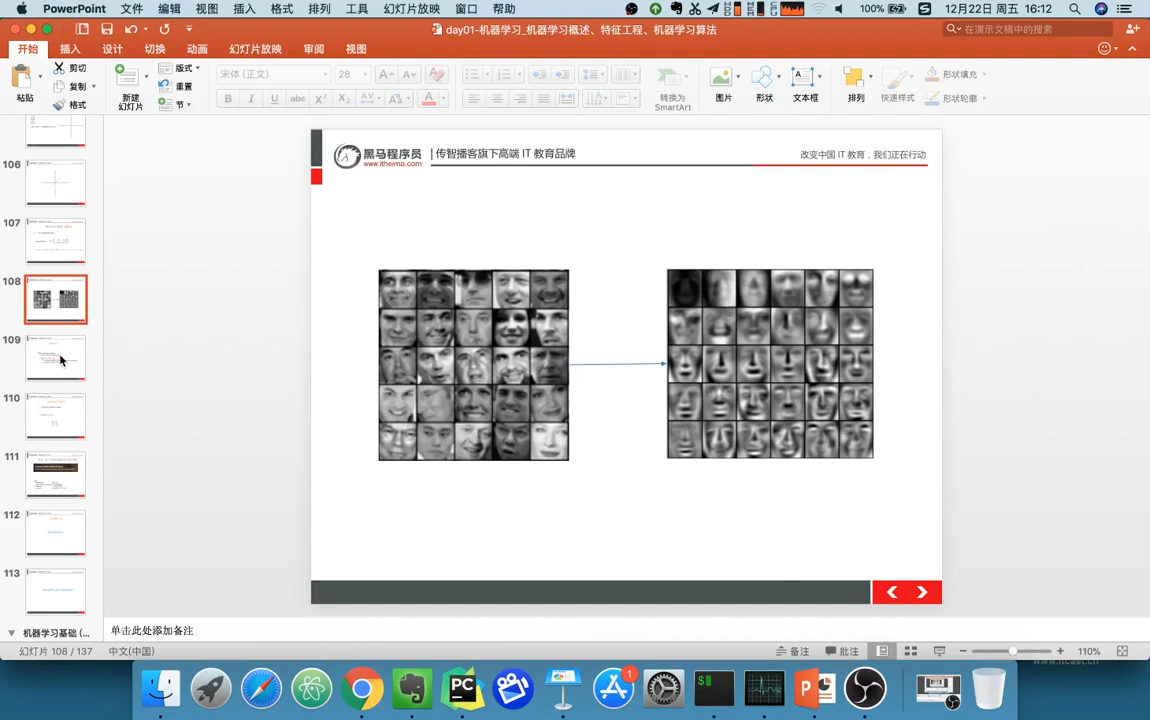 PowerPoint 文件 编辑 视图 插入 格式 排列 工具 幻灯片放映 窗口 帮助 100% 12月22日 周五 16:12
day01-机器学习_机器学习概述、特征工程、机器学习算法 在演示文稿中的搜索
开始 插入 设计 切换 动画 幻灯片放映 审阅 视图
粘贴 剪切 复制 格式 新建 幻灯片 版式 重置 节 宋体 (正文) 28 转换为 SmartArt 图片 形状 文本框 排列 快速样式 形状填充 形状轮廓
B I U abc X² X₂
黑马程序员 | 传智播客旗下高端 IT 教育品牌
www.itheima.com
改变中国 IT 教育，我们正在行动
106
107
108
109
110
111
112
113
机器学习基础 (...
单击此处添加备注
幻灯片 108 / 137 中文(中国) 备注 批注 110%
www.itcast.cn
PC
1
$
P